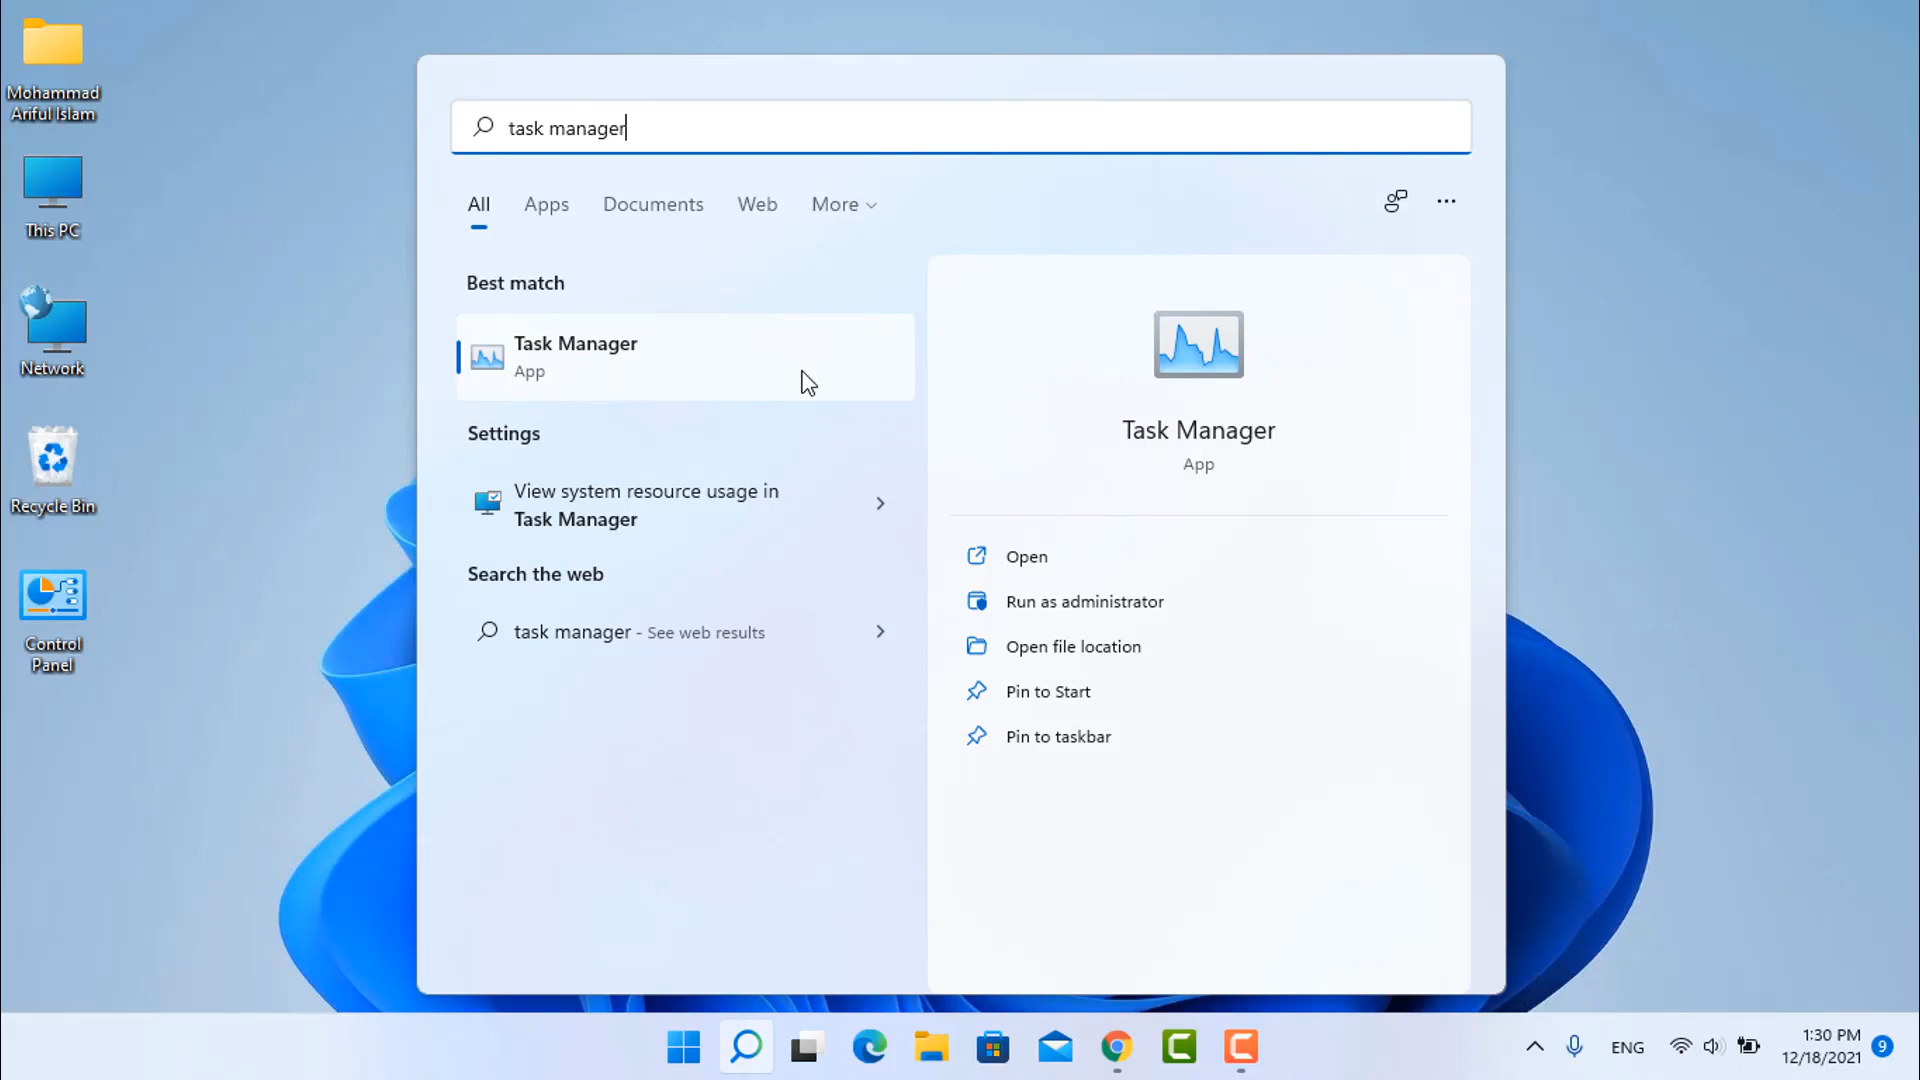 Mohammad
Ariful Islam
This PC
Network
Recycle Bin
Control
Panel
task manager
All
Apps
Documents
Web
More
Best match
Task Manager
App
Settings
View system resource usage in
Task Manager
Search the web
task manager - See web results
Task Manager
App
Open
Run as administrator
Open file location
Pin to Start
Pin to taskbar
ENG
1:30 PM
12/18/2021
9